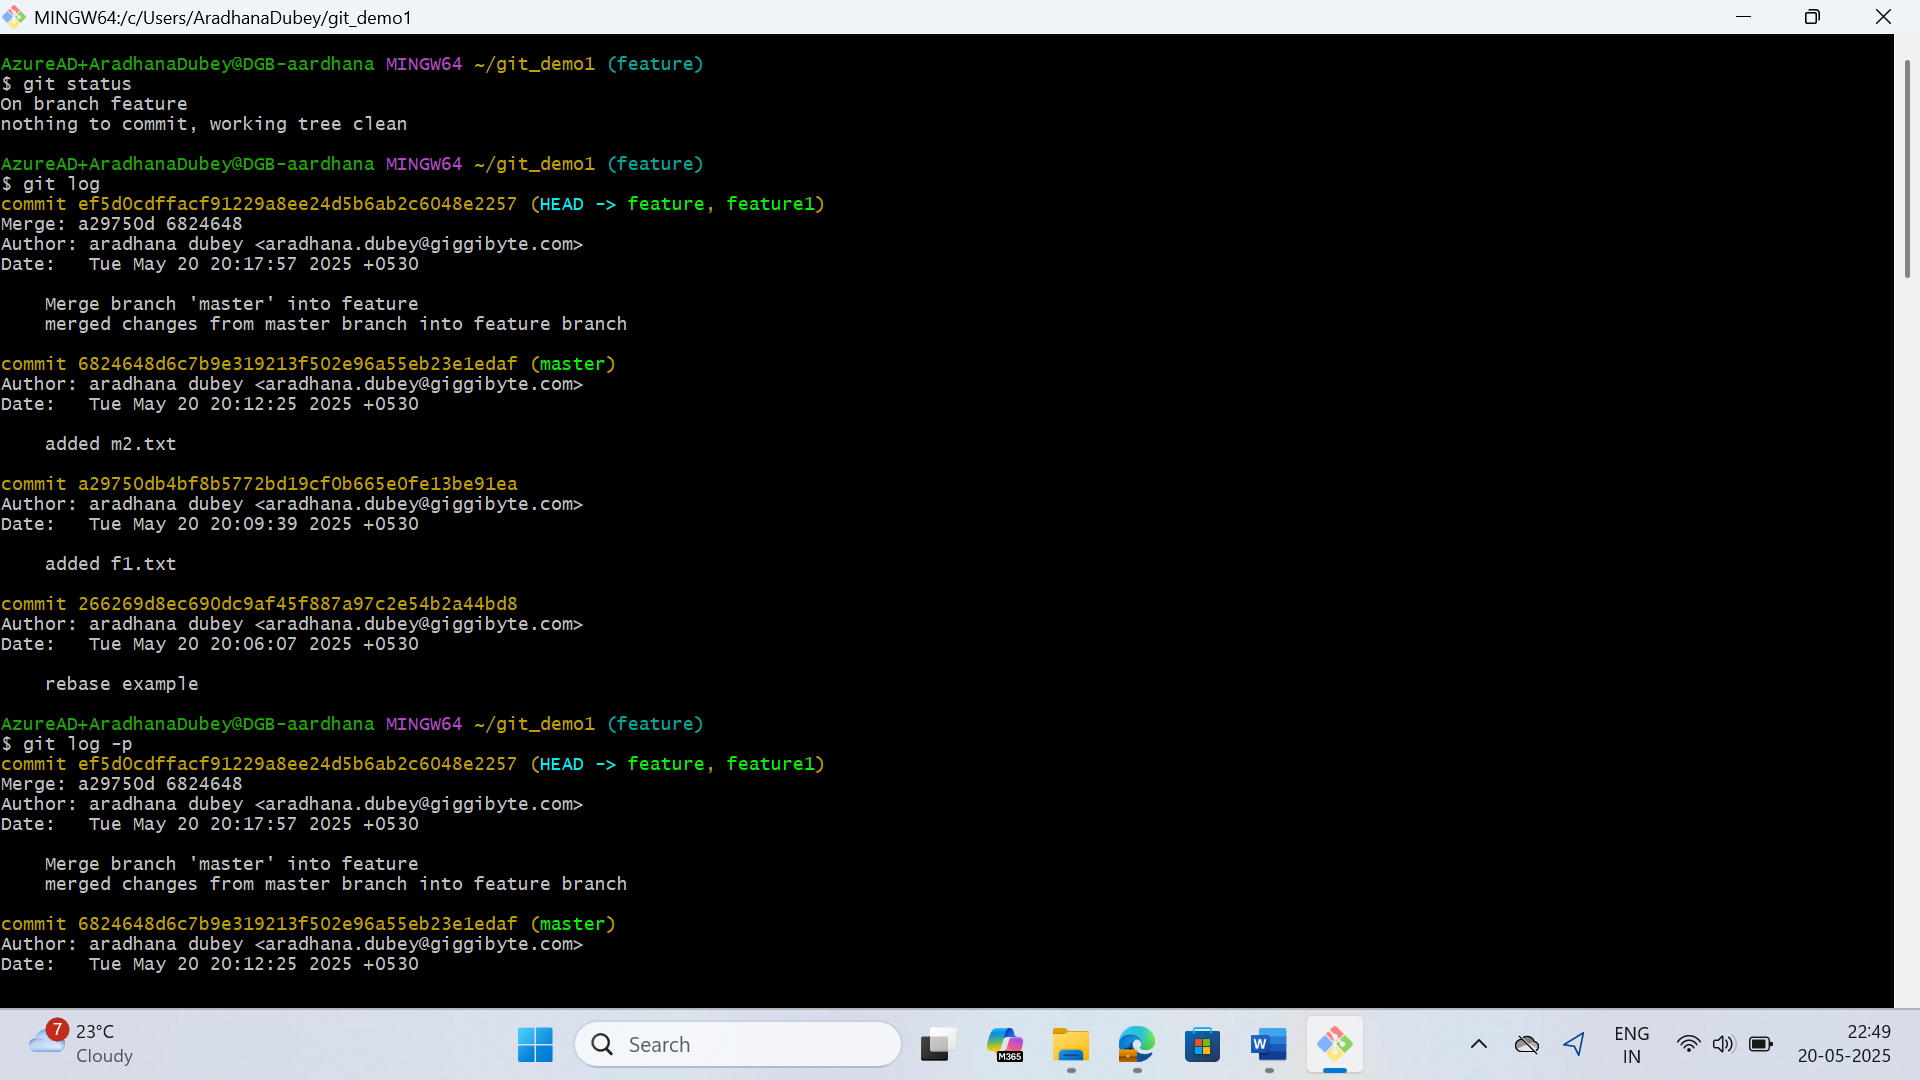 MINGW64:/c/Users/AradhanaDubey/git_demo1
AzureAD+AradhanaDubey@DGB-aardhana MINGW64 ~/git_demo1 (feature)
$ git status
On branch feature
nothing to commit, working tree clean
AzureAD+AradhanaDubey@DGB-aardhana MINGW64 ~/git_demo1 (feature)
$ git log
commit ef5d0cdffacf91229a8ee24d5b6ab2c6048e2257 (HEAD -> feature, feature1)
Merge: a29750d 6824648
Author: aradhana dubey <aradhana.dubey@giggibyte.com>
Date:   Tue May 20 20:17:57 2025 +0530
    Merge branch 'master' into feature
    merged changes from master branch into feature branch
commit 6824648d6c7b9e319213f502e96a55eb23e1edaf (master)
Author: aradhana dubey <aradhana.dubey@giggibyte.com>
Date:   Tue May 20 20:12:25 2025 +0530
    added m2.txt
commit a29750db4bf8b5772bd19cf0b665e0fe13be91ea
Author: aradhana dubey <aradhana.dubey@giggibyte.com>
Date:   Tue May 20 20:09:39 2025 +0530
    added f1.txt
commit 266269d8ec690dc9af45f887a97c2e54b2a44bd8
Author: aradhana dubey <aradhana.dubey@giggibyte.com>
Date:   Tue May 20 20:06:07 2025 +0530
    rebase example
AzureAD+AradhanaDubey@DGB-aardhana MINGW64 ~/git_demo1 (feature)
$ git log -p
commit ef5d0cdffacf91229a8ee24d5b6ab2c6048e2257 (HEAD -> feature, feature1)
Merge: a29750d 6824648
Author: aradhana dubey <aradhana.dubey@giggibyte.com>
Date:   Tue May 20 20:17:57 2025 +0530
    Merge branch 'master' into feature
    merged changes from master branch into feature branch
commit 6824648d6c7b9e319213f502e96a55eb23e1edaf (master)
Author: aradhana dubey <aradhana.dubey@giggibyte.com>
Date:   Tue May 20 20:12:25 2025 +0530
7
23°C
Cloudy
Search
M365
W
ENG
IN
22:49
20-05-2025